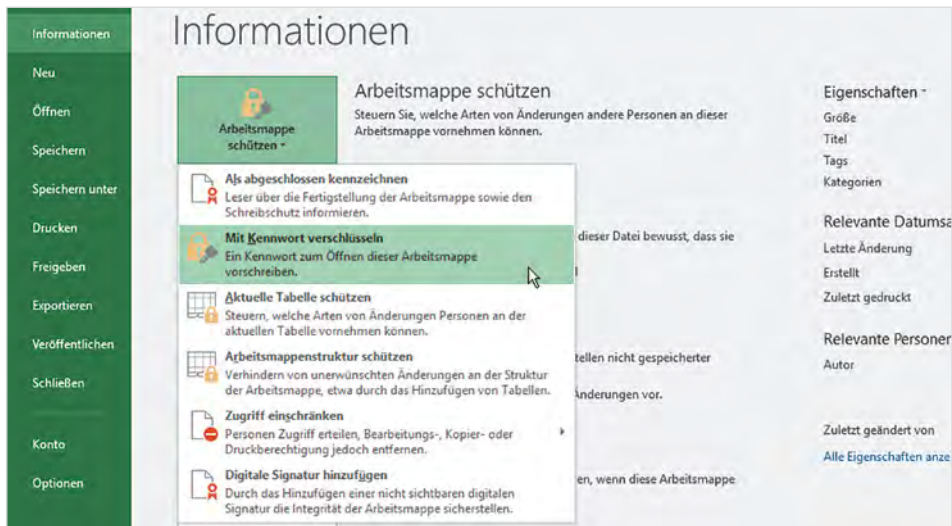 Informationen
Neu
Öffnen
Speichern
Speichern unter
Drucken
Freigeben
Exportieren
Veröffentlichen
Schließen
Konto
Optionen
Informationen
Arbeitsmappe
schützen
Arbeitsmappe schützen
Steuern Sie, welche Arten von Änderungen andere Personen an dieser
Arbeitsmappe vornehmen können.
Als abgeschlossen kennzeichnen
Leser über die Fertigstellung der Arbeitsmappe sowie den
Schreibschutz informieren.
Mit Kennwort verschlüsseln
Ein Kennwort zum Öffnen dieser Arbeitsmappe
vorschreiben.
Aktuelle Tabelle schützen
Steuern, welche Arten von Änderungen Personen an der
aktuellen Tabelle vornehmen können.
Arbeitsmappenstruktur schützen
Verhindern von unerwünschten Änderungen an der Struktur
der Arbeitsmappe, etwa durch das Hinzufügen von Tabellen.
Zugriff einschränken
Personen Zugriff erteilen, Bearbeitungs-, Kopier- oder
Druckberechtigung jedoch entfernen.
Digitale Signatur hinzufügen
Durch das Hinzufügen einer nicht sichtbaren digitalen
Signatur die Integrität der Arbeitsmappe sicherstellen.
dieser Datei bewusst, dass sie
tellen nicht gespeicherter
Änderungen vor.
en, wenn diese Arbeitsmappe
Eigenschaften
Größe
Titel
Tags
Kategorien
Relevante Datumsa
Letzte Änderung
Erstellt
Zuletzt gedruckt
Relevante Personen
Autor
Zuletzt geändert von
Alle Eigenschaften anze